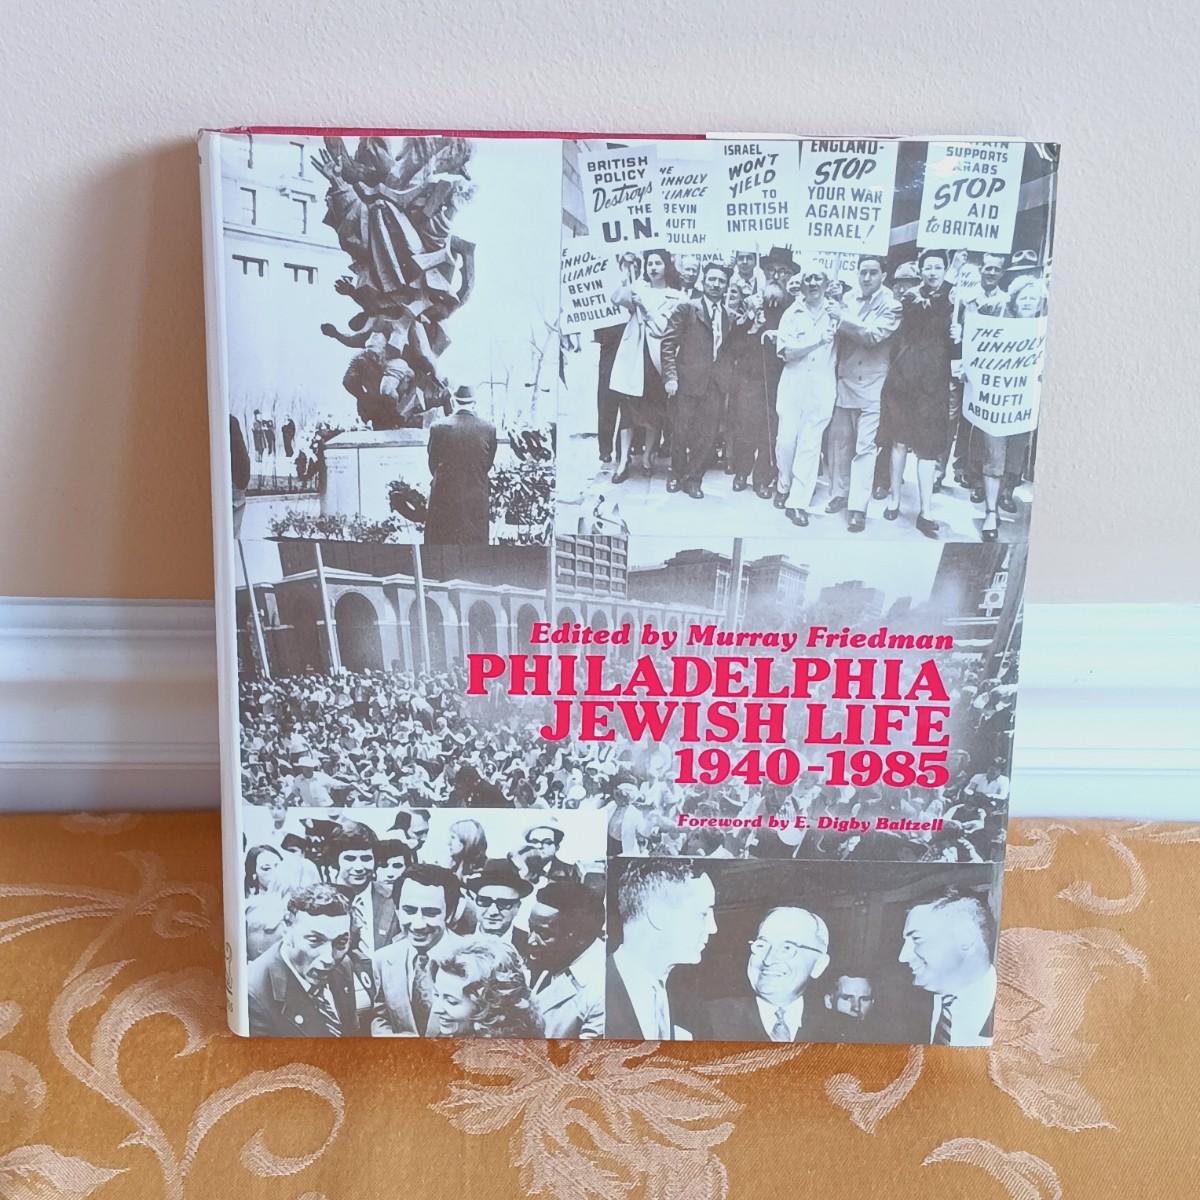 BRITISH
POLICY
Destroys
THE
U.N.
UNHOLY
BEVIN
MUFTI
ISRAEL
WON'T
YIELD
TO
BRITISH
INTRIGUE
ENGLAND-
STOP
YOUR WAR
AGAINST
ISRAEL!
SUPPORTS
ARABS
STOP
AID
to BRITAIN
ALLIANCE
BEVIN
MUFTI
ABDULLAH
THE
UNHOLY
ALLIANCE
BEVIN
MUFTI
ABDULLAH
Edited by Murray Friedman
PHILADELPHIA
JEWISH LIFE
1940-1985
Foreword by E. Digby Baltzell